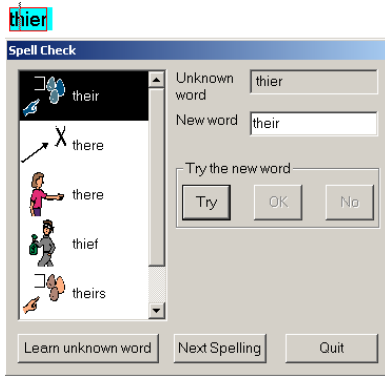 thier
Spell Check
their
there
there
thief
theirs
Unknown word
thier
New word
their
Try the new word
Try
OK
No
Learn unknown word
Next Spelling
Quit